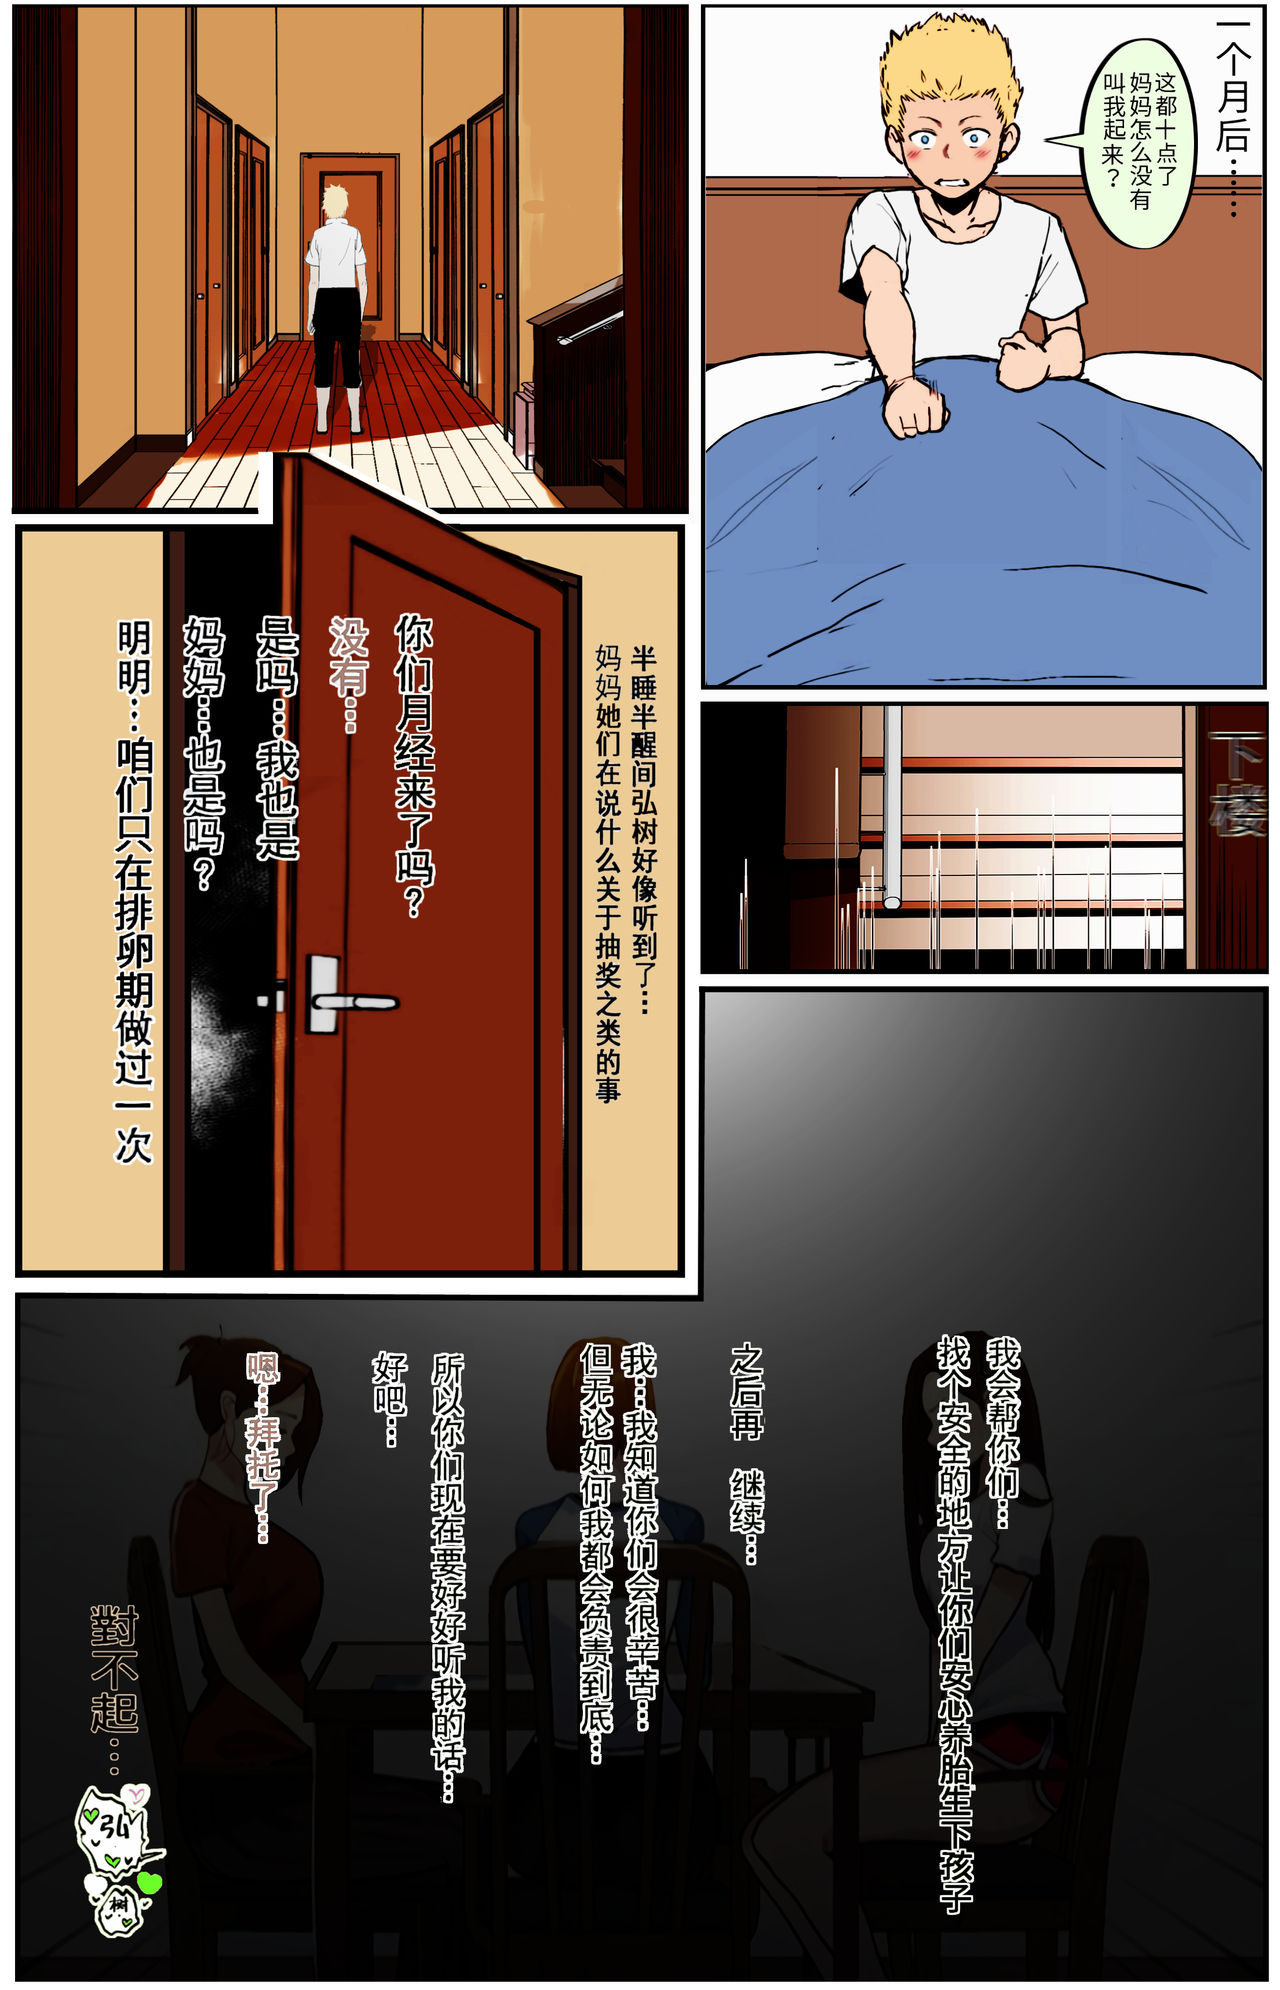 一个月后……
这都十点了
妈妈怎么没有
叫我起来？
下楼
半睡半醒间弘树好像听到了…
妈妈她们在说什么关于抽奖之类的事
你们月经来了吗？
没有…
是吗…我也是
妈妈…也是吗？
明明…咱们只在排卵期做过一次
我会帮你们…
找个安全的地方让你们安心养胎生下孩子
之后再 继续…
我…我知道你们会很辛苦…
但无论如何我都会负责到底…
所以你们现在要好好听我的话…
好吧…
嗯…拜托了…
對不起…
弘
树